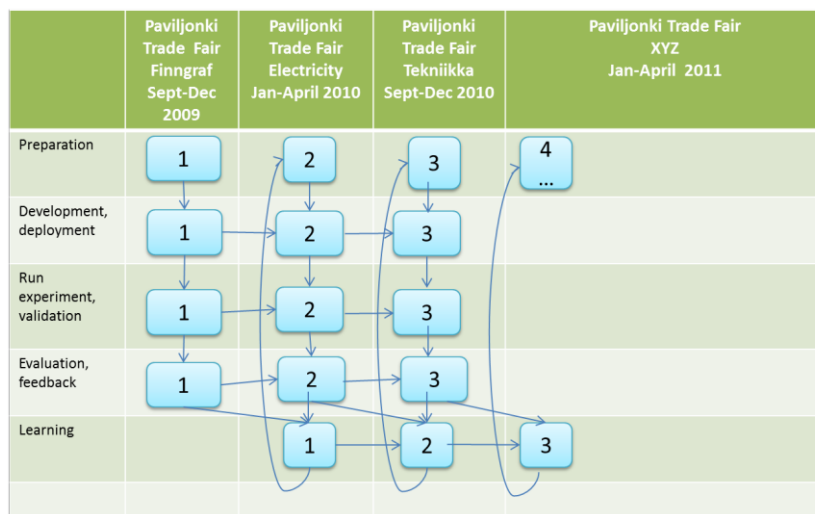 Paviljonki
Trade Fair
Finngraf
Sept-Dec
2009
Paviljonki
Trade Fair
Electricity
Jan-April 2010
Paviljonki
Trade Fair
Tekniikka
Sept-Dec 2010
Paviljonki Trade Fair
XYZ
Jan-April 2011
Preparation
1
2
3
4
...
Development,
deployment
1
2
3
Run
experiment,
validation
1
2
3
Evaluation,
feedback
1
2
3
Learning
1
2
3